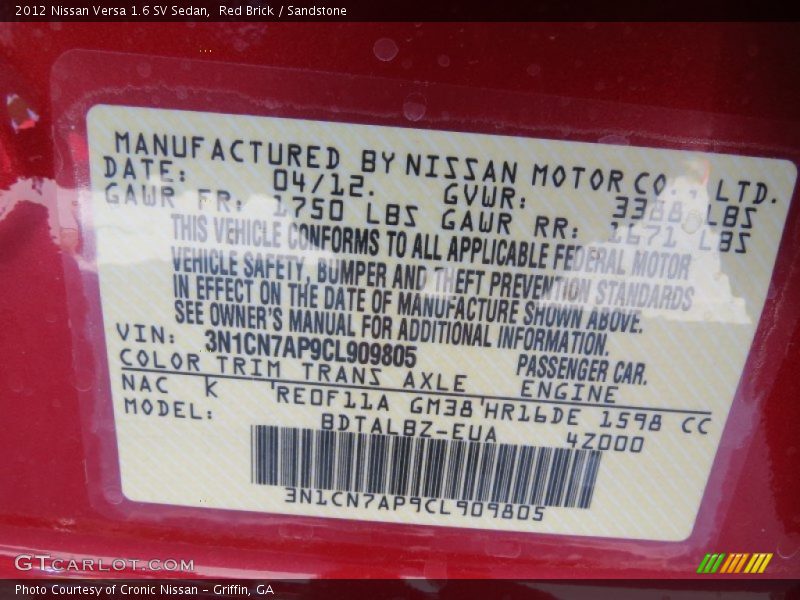 2012 Nissan Versa 1.6 SV Sedan, Red Brick / Sandstone
MANUFACTURED BY NISSAN MOTOR CO., LTD.
DATE: 04/12. GVWR: 3388 LBS
GAWR FR: 1750 LBS GAWR RR: 1671 LBS
THIS VEHICLE CONFORMS TO ALL APPLICABLE FEDERAL MOTOR
VEHICLE SAFETY, BUMPER AND THEFT PREVENTION STANDARDS
IN EFFECT ON THE DATE OF MANUFACTURE SHOWN ABOVE.
SEE OWNER'S MANUAL FOR ADDITIONAL INFORMATION.
VIN: 3N1CN7AP9CL909805 PASSENGER CAR.
COLOR TRIM TRANS AXLE ENGINE
NAC K RE0F11A GM38 HR16DE 1598 CC
MODEL: BDTALBZ-EUA 4Z000
3N1CN7AP9CL909805
GTCARLOT.COM
Photo Courtesy of Cronic Nissan - Griffin, GA